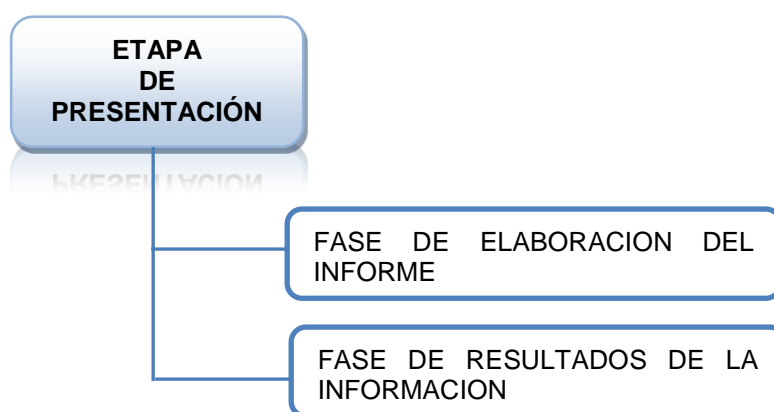 ETAPA
DE
PRESENTACIÓN
FASE DE ELABORACION DEL
INFORME
FASE DE RESULTADOS DE LA
INFORMACION